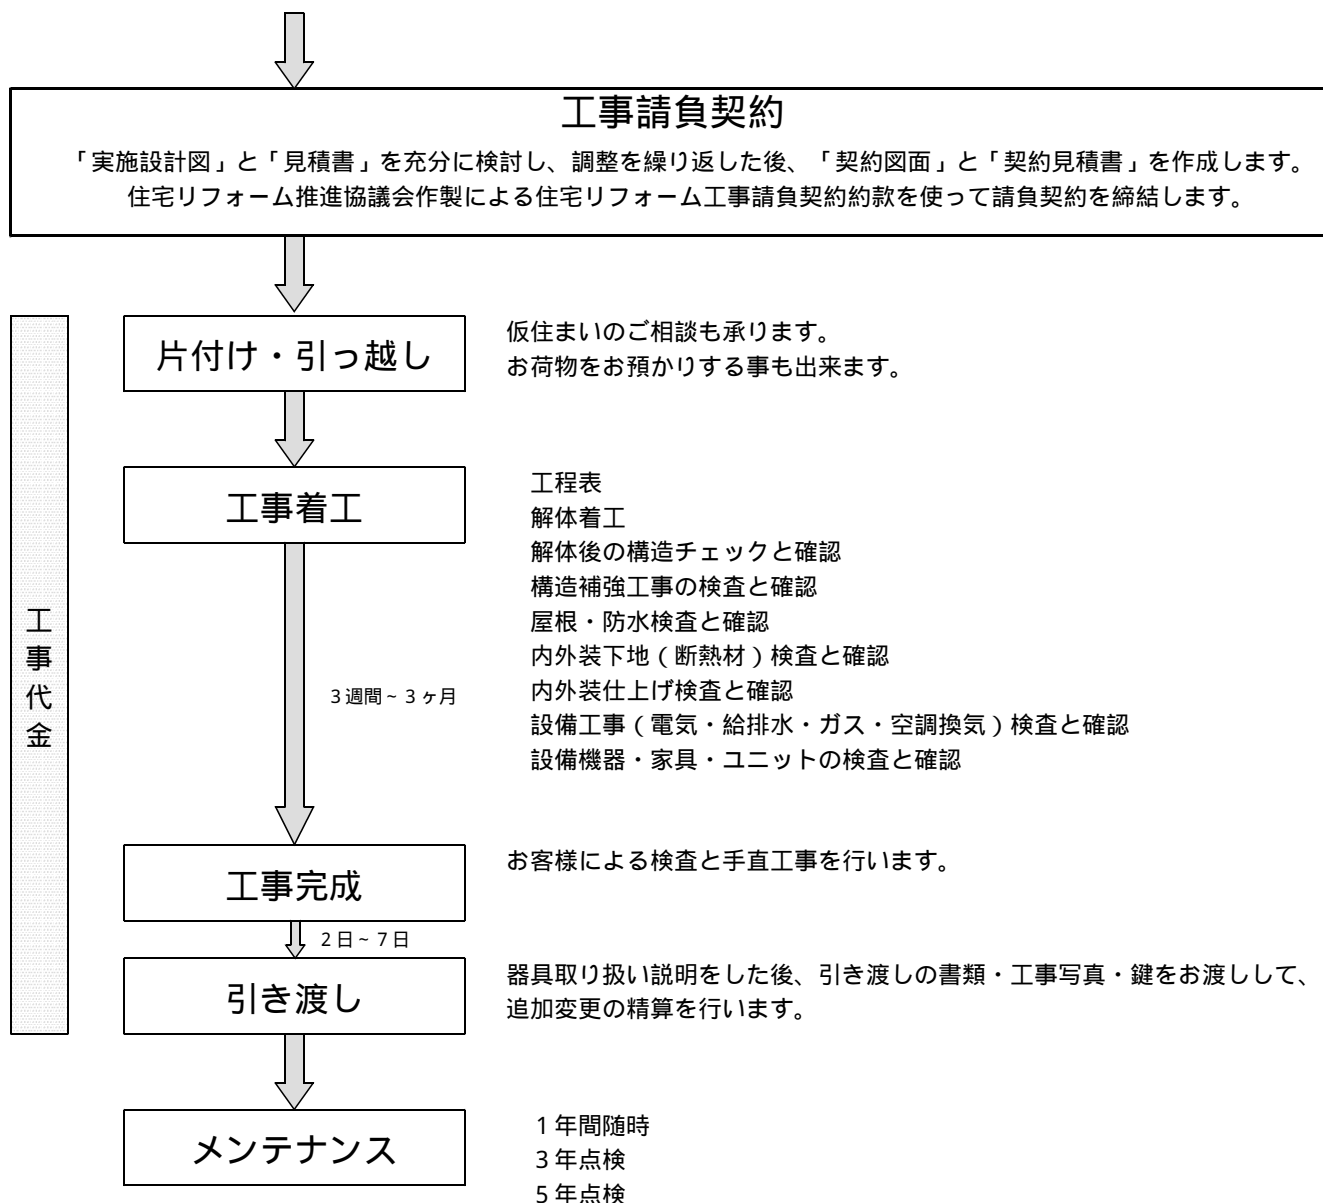 工事請負契約
「実施設計図」と「見積書」を充分に検討し、調整を繰り返した後、「契約図面」と「契約見積書」を作成します。
住宅リフォーム推進協議会作製による住宅リフォーム工事請負契約約款を使って請負契約を締結します。
工事代金
片付け・引っ越し
仮住まいのご相談も承ります。
お荷物をお預かりする事も出来ます。
工事着工
工程表
解体着工
解体後の構造チェックと確認
構造補強工事の検査と確認
屋根・防水検査と確認
内外装下地(断熱材)検査と確認
内外装仕上げ検査と確認
設備工事(電気・給排水・ガス・空調換気)検査と確認
設備機器・家具・ユニットの検査と確認
3週間~3ヶ月
工事完成
お客様による検査と手直工事を行います。
2日~7日
引き渡し
器具取り扱い説明をした後、引き渡しの書類・工事写真・鍵をお渡しして、
追加変更の精算を行います。
メンテナンス
1年間随時
3年点検
5年点検